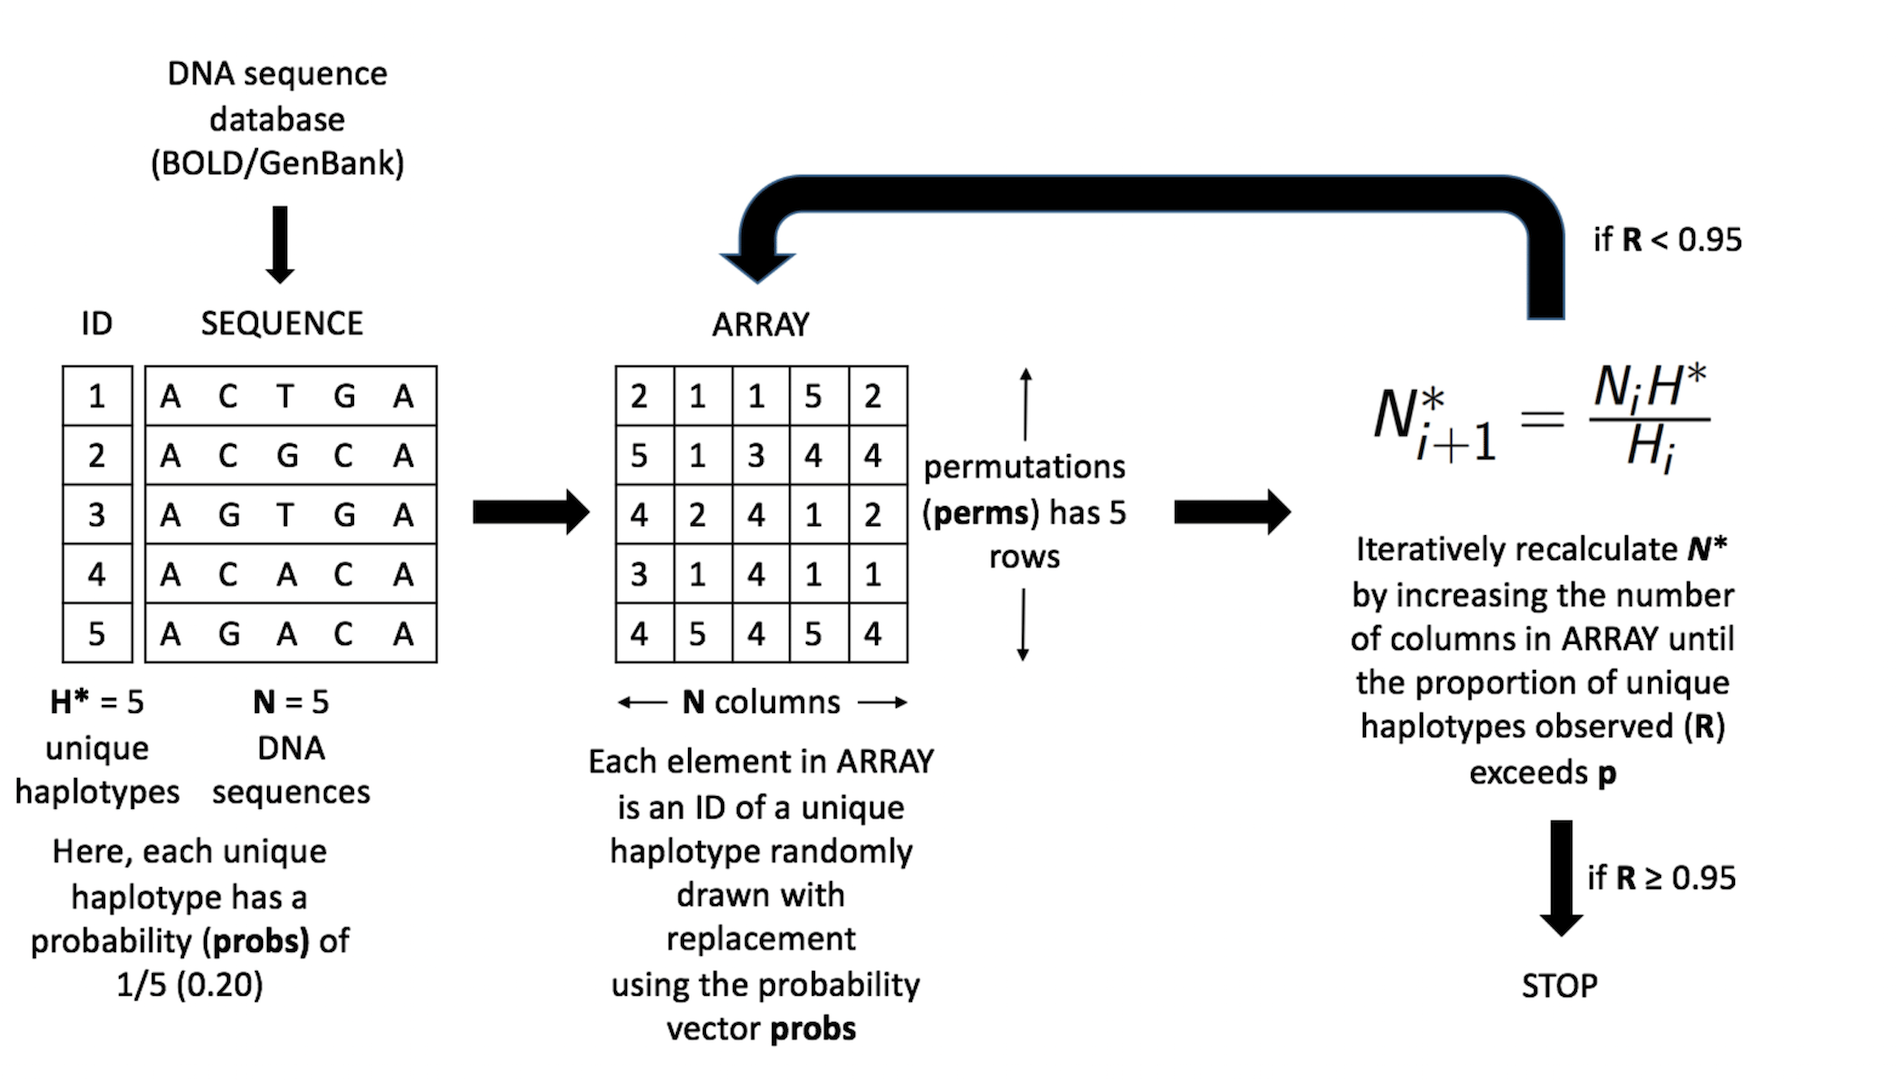 DNA sequence
database
(BOLD/GenBank)
ID SEQUENCE
1 A C T G A
2 A C G C A
3 A G T G A
4 A C A C A
5 A G A C A
H* = 5
unique
haplotypes
N = 5
DNA
sequences
Here, each unique
haplotype has a
probability (probs) of
1/5 (0.20)
ARRAY
2 1 1 5 2
5 1 3 4 4
4 2 4 1 2
3 1 4 1 1
4 5 4 5 4
permutations
(perms) has 5
rows
N columns
Each element in ARRAY
is an ID of a unique
haplotype randomly
drawn with
replacement
using the probability
vector probs
if R < 0.95
N*i+1 = NiH* / Hi
Iteratively recalculate N*
by increasing the number
of columns in ARRAY until
the proportion of unique
haplotypes observed (R)
exceeds p
if R ≥ 0.95
STOP